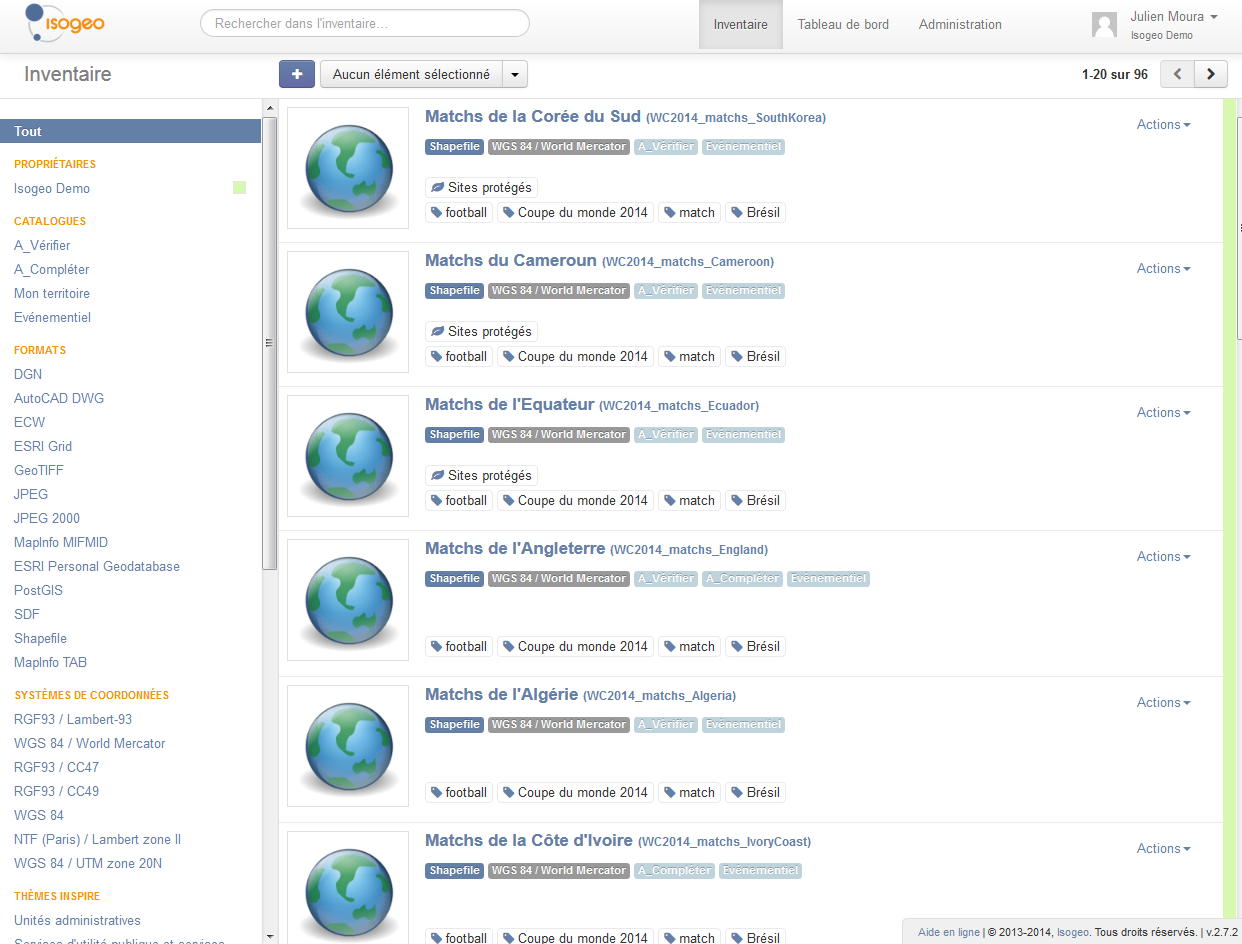 isogeo
Rechercher dans l'inventaire...
Inventaire
Tableau de bord
Administration
Julien Moura
Isogeo Demo
Inventaire
+
Aucun élément sélectionné
1-20 sur 96
Tout
PROPRIÉTAIRES
Isogeo Demo
CATALOGUES
A_Vérifier
A_Compléter
Mon territoire
Evénementiel
FORMATS
DGN
AutoCAD DWG
ECW
ESRI Grid
GeoTIFF
JPEG
JPEG 2000
MapInfo MIFMID
ESRI Personal Geodatabase
PostGIS
SDF
Shapefile
MapInfo TAB
SYSTÈMES DE COORDONNÉES
RGF93 / Lambert-93
WGS 84 / World Mercator
RGF93 / CC47
RGF93 / CC49
WGS 84
NTF (Paris) / Lambert zone II
WGS 84 / UTM zone 20N
THÈMES INSPIRE
Unités administratives
Services d'utilité publique et services
Matchs de la Corée du Sud (WC2014_matchs_SouthKorea)
Actions
Shapefile WGS 84 / World Mercator A_Vérifier Evénementiel
Sites protégés
football Coupe du monde 2014 match Brésil
Matchs du Cameroun (WC2014_matchs_Cameroon)
Actions
Shapefile WGS 84 / World Mercator A_Vérifier Evénementiel
Sites protégés
football Coupe du monde 2014 match Brésil
Matchs de l'Equateur (WC2014_matchs_Ecuador)
Actions
Shapefile WGS 84 / World Mercator A_Vérifier Evénementiel
Sites protégés
football Coupe du monde 2014 match Brésil
Matchs de l'Angleterre (WC2014_matchs_England)
Actions
Shapefile WGS 84 / World Mercator A_Vérifier A_Compléter Evénementiel
football Coupe du monde 2014 match Brésil
Matchs de l'Algérie (WC2014_matchs_Algeria)
Actions
Shapefile WGS 84 / World Mercator A_Vérifier Evénementiel
football Coupe du monde 2014 match Brésil
Matchs de la Côte d'Ivoire (WC2014_matchs_IvoryCoast)
Actions
Shapefile WGS 84 / World Mercator A_Compléter Evénementiel
football Coupe du monde 2014 match Brésil
Aide en ligne | © 2013-2014, Isogeo. Tous droits réservés. | v.2.7.2